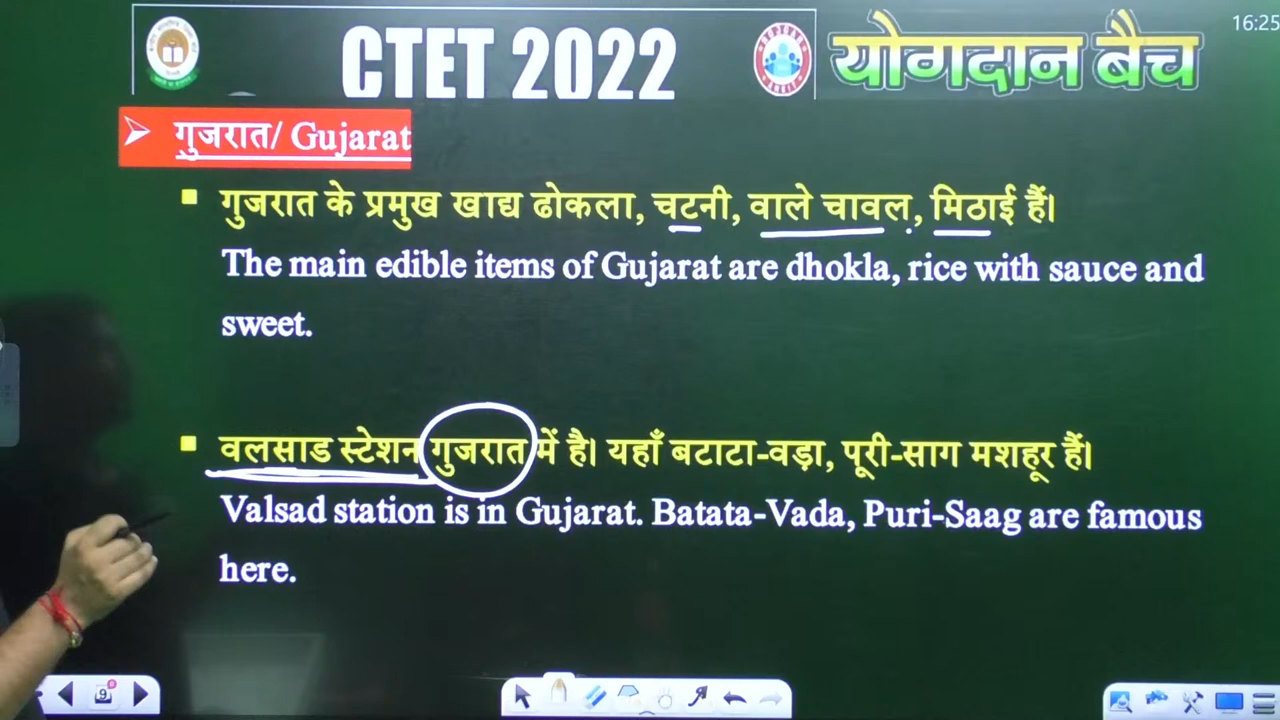 CTET 2022
योगदान बैच
16:25
गुजरात/ Gujarat
गुजरात के प्रमुख खाद्य ढोकला, चटनी, वाले चावल, मिठाई हैं।
The main edible items of Gujarat are dhokla, rice with sauce and
sweet.
वलसाड स्टेशन गुजरात में है। यहाँ बटाटा-वड़ा, पूरी-साग मशहूर हैं।
Valsad station is in Gujarat. Batata-Vada, Puri-Saag are famous
here.
9